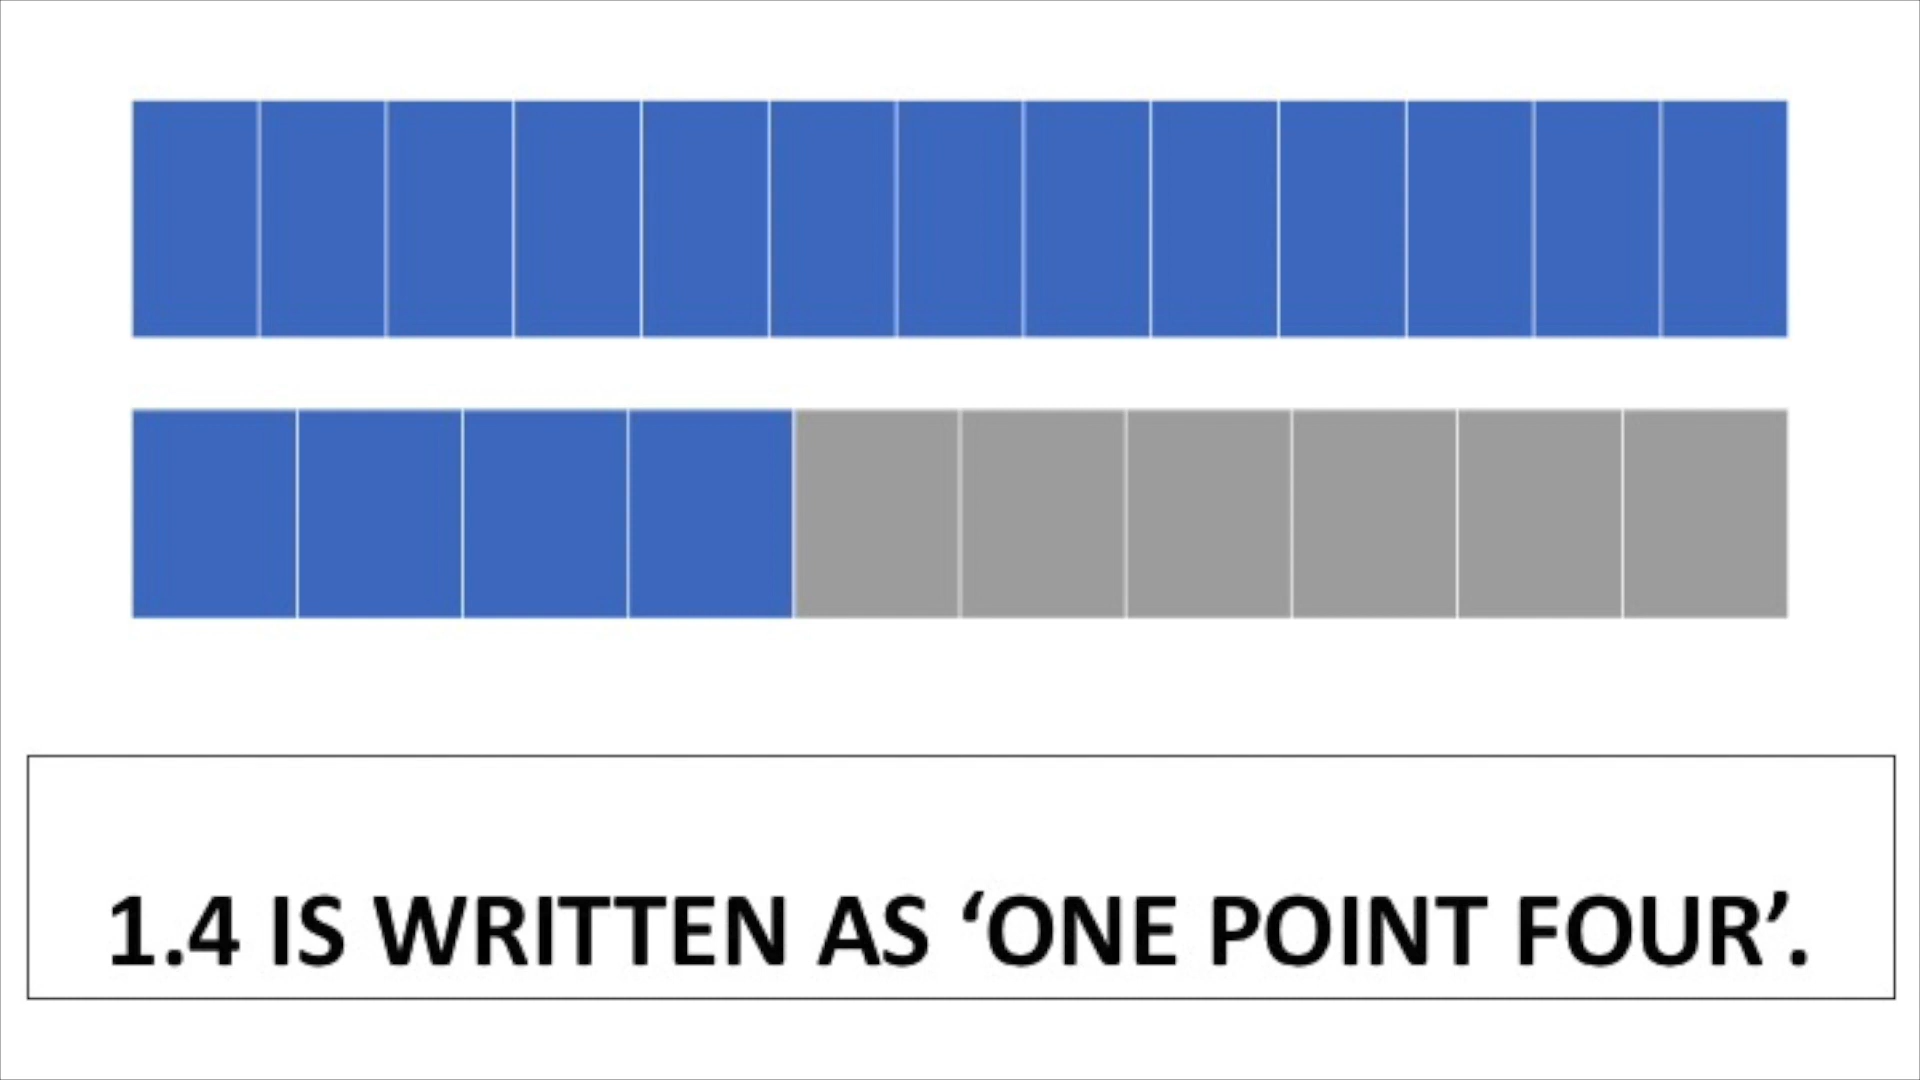 1.4 IS WRITTEN AS ‘ONE POINT FOUR’.